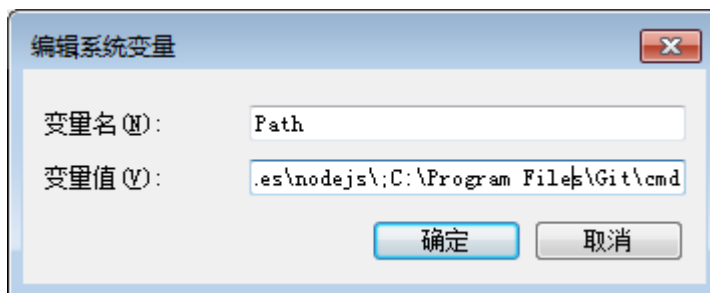 编辑系统变量
变量名(N): Path
变量值(V): .es\nodejs\;C:\Program Files\Git\cmd
确定 取消